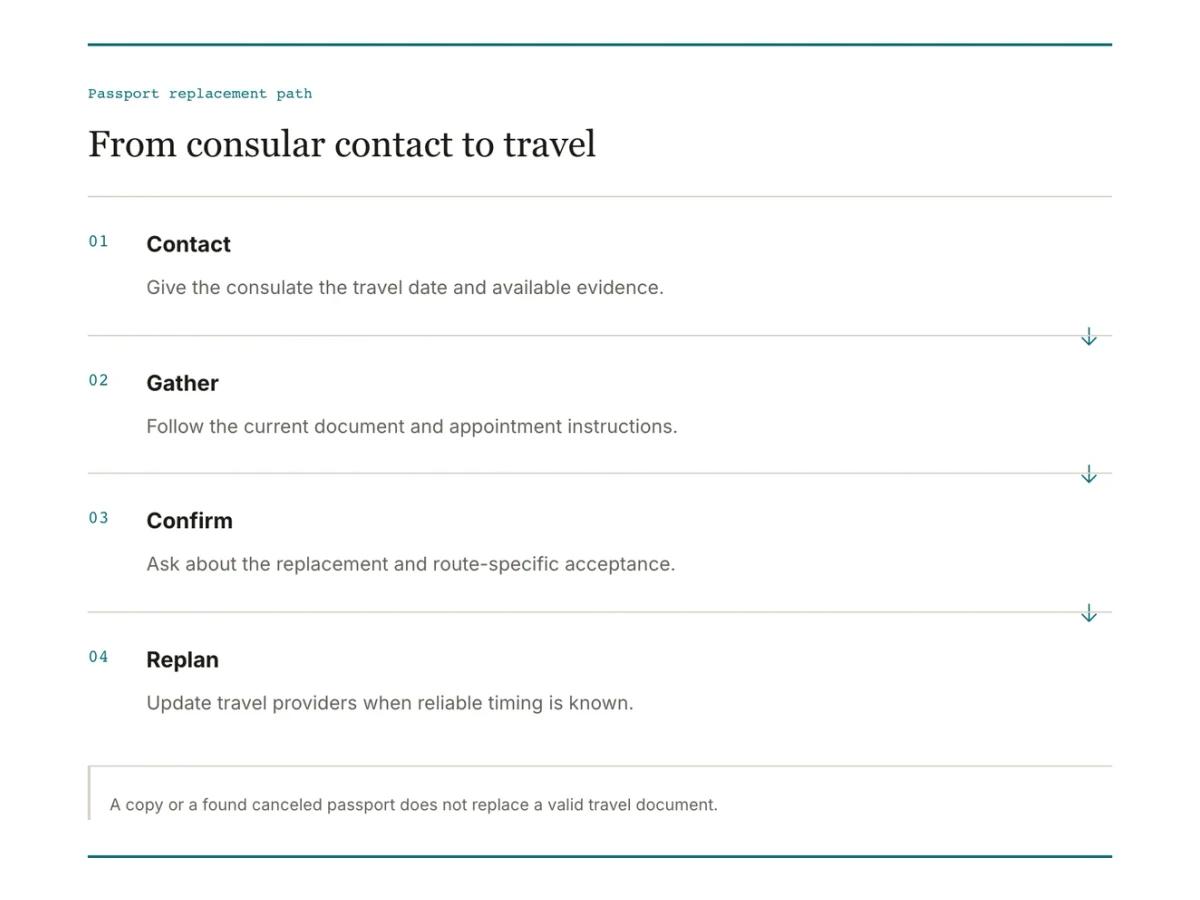 Passport replacement path
From consular contact to travel
01 Contact
Give the consulate the travel date and available evidence.
02 Gather
Follow the current document and appointment instructions.
03 Confirm
Ask about the replacement and route-specific acceptance.
04 Replan
Update travel providers when reliable timing is known.
A copy or a found canceled passport does not replace a valid travel document.